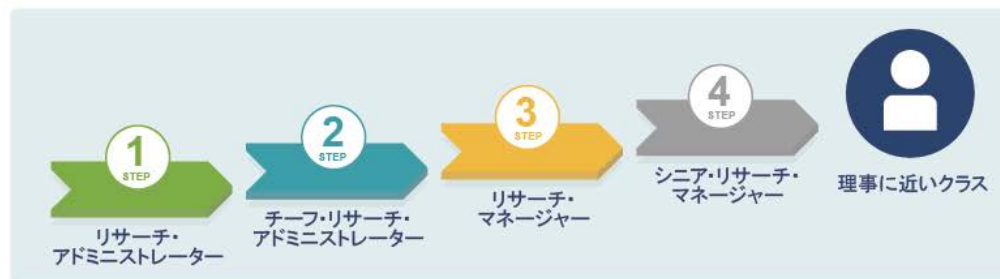 1
STEP
リサーチ・
アドミニストレーター
2
STEP
チーフ・リサーチ・
アドミニストレーター
3
STEP
リサーチ・
マネージャー
4
STEP
シニア・リサーチ・
マネージャー
理事に近いクラス